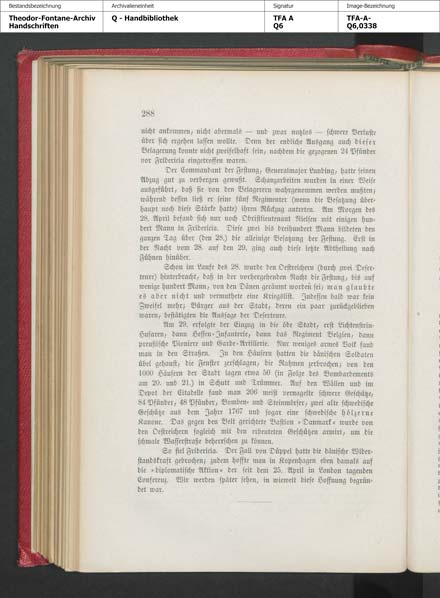 Bestandsbezeichnung
Archivalieneinheit
Signatur
Image-Bezeichnung
Theodor-Fontane-Archiv
Handschriften
Q - Handbibliothek
TFA A
Q6
TFA-A-
Q6,0338
288
nicht ankommen, nicht abermals — und zwar nutzlos — schwere Verluste
über sich ergehen lassen wollte. Denn der endliche Ausgang auch dieser
Belagerung konnte nicht zweifelhaft sein, nachdem die gezogenen 24 Pfünder
vor Fridericia eingetroffen waren.
Der Commandant der Festung, Generalmajor Lunding, hatte seinen
Abzug gut zu verbergen gewußt. Schanzarbeiten wurden in einer Weise
ausgeführt, daß sie von den Belagerern wahrgenommen werden mußten;
während dessen ließ er seine fünf Regimenter (wenn die Besatzung über-
haupt noch diese Stärke hatte) ihren Rückzug antreten. Am Morgen des
28. April befand sich nur noch Obristlieutenant Nielsen mit einigen hun-
dert Mann in Fridericia. Diese zwei bis dreihundert Mann bildeten den
ganzen Tag über (den 28.) die alleinige Besatzung der Festung. Erst in
der Nacht vom 28. auf den 29. ging auch diese letzte Abtheilung nach
Fühnen hinüber.
Schon im Laufe des 28. wurde den Oestreichern (durch zwei Deser-
teure) hinterbracht, daß in der vorhergehenden Nacht die Festung, bis auf
wenige hundert Mann, von den Dänen geräumt worden sei; man glaubte
es aber nicht und vermuthete eine Kriegslist. Indessen bald war kein
Zweifel mehr; Bürger aus der Stadt, deren ein paar zurückgeblieben
waren, bestätigten die Aussage der Deserteure.
Am 29. erfolgte der Einzug in die öde Stadt, erst Lichtenstein-
Husaren, dann Hessen-Infanterie, dann das Regiment Belgien, dann
preußische Pioniere und Garde-Artillerie. Nur weniges armes Volk fand
man in den Straßen. In den Häusern hatten die dänischen Soldaten
übel gehaust; die Fenster zerschlagen, die Rahmen zerbrochen; von den
1000 Häusern der Stadt lagen etwa 50 (in Folge des Bombardements
am 20. und 21.) in Schutt und Trümmer. Auf den Wällen und im
Depot der Citadelle fand man 206 meist vernagelte schwere Geschütze,
84 Pfünder, 48 Pfünder, Bomben- und Steinmörser; zwei alte schwedische
Geschütze aus dem Jahr 1767 und sogar eine schwedische hölzerne
Kanone. Das gegen den Belt gerichtete Bastion »Danmark« wurde von
den Oestreichern sogleich mit den erbeuteten Geschützen armirt, um die
schmale Wasserstraße beherrschen zu können.
So fiel Fridericia. Der Fall von Düppel hatte die dänische Wider-
standskraft gebrochen; zudem hoffte man in Kopenhagen eben damals auf
die »diplomatische Aktion« der seit dem 25. April in London tagenden
Conferenz. Wir werden später sehen, in wieweit diese Hoffnung begrün-
det war.